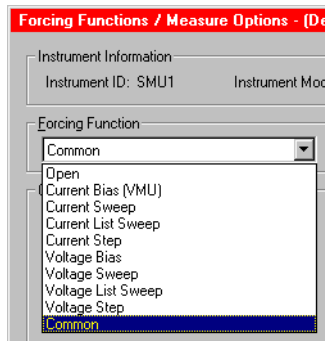 Forcing Functions / Measure Options - (De
Instrument Information
Instrument ID: SMU1 Instrument Mod
Forcing Function
Common
Open
Current Bias (VMU)
Current Sweep
Current List Sweep
Current Step
Voltage Bias
Voltage Sweep
Voltage List Sweep
Voltage Step
Common